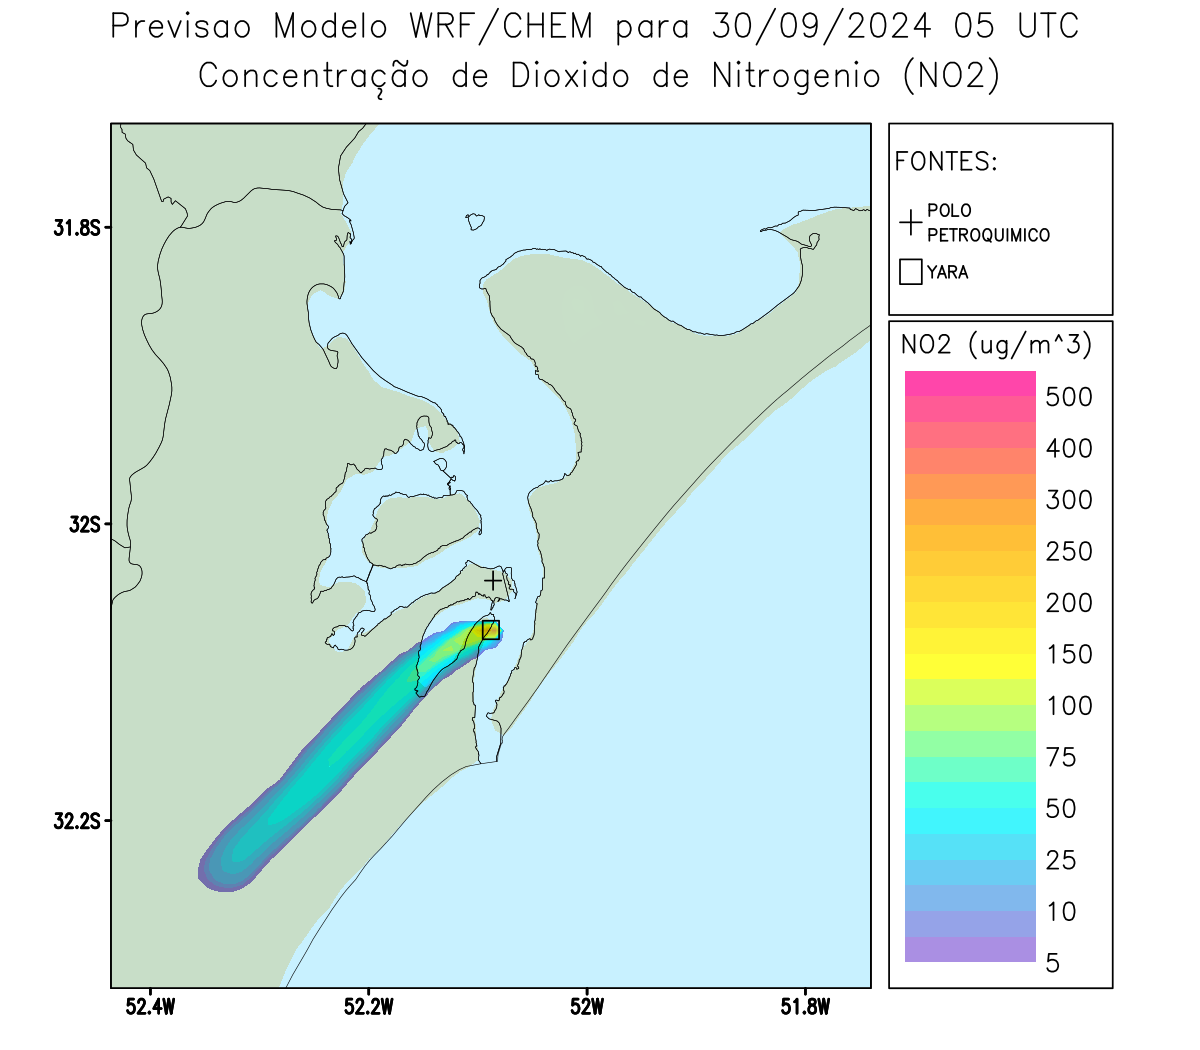 Previsao Modelo WRF/CHEM para 30/09/2024 05 UTC
Concentração de Dioxido de Nitrogenio (NO2)
FONTES:
POLO
PETROQUIMICO
YARA
NO2 (ug/m^3)
500
400
300
250
200
150
100
75
50
25
10
5
31.8S
32S
32.2S
52.4W
52.2W
52W
51.8W